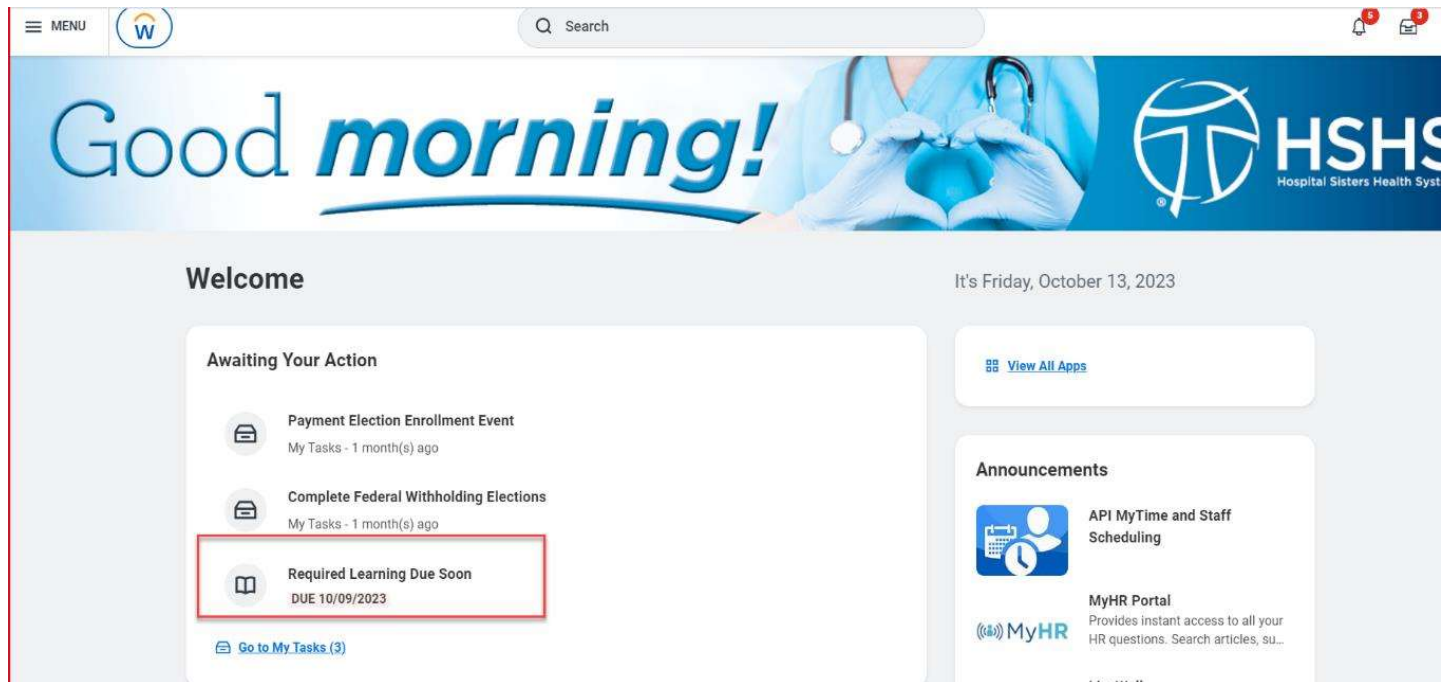 MENU
W
Search
5
3
Good morning!
HSHS
Hospital Sisters Health Syst
®
Welcome
It's Friday, October 13, 2023
Awaiting Your Action
Payment Election Enrollment Event
My Tasks - 1 month(s) ago
Complete Federal Withholding Elections
My Tasks - 1 month(s) ago
Required Learning Due Soon
DUE 10/09/2023
Go to My Tasks (3)
View All Apps
Announcements
API MyTime and Staff
Scheduling
MyHR
MyHR Portal
Provides instant access to all your
HR questions. Search articles, su...